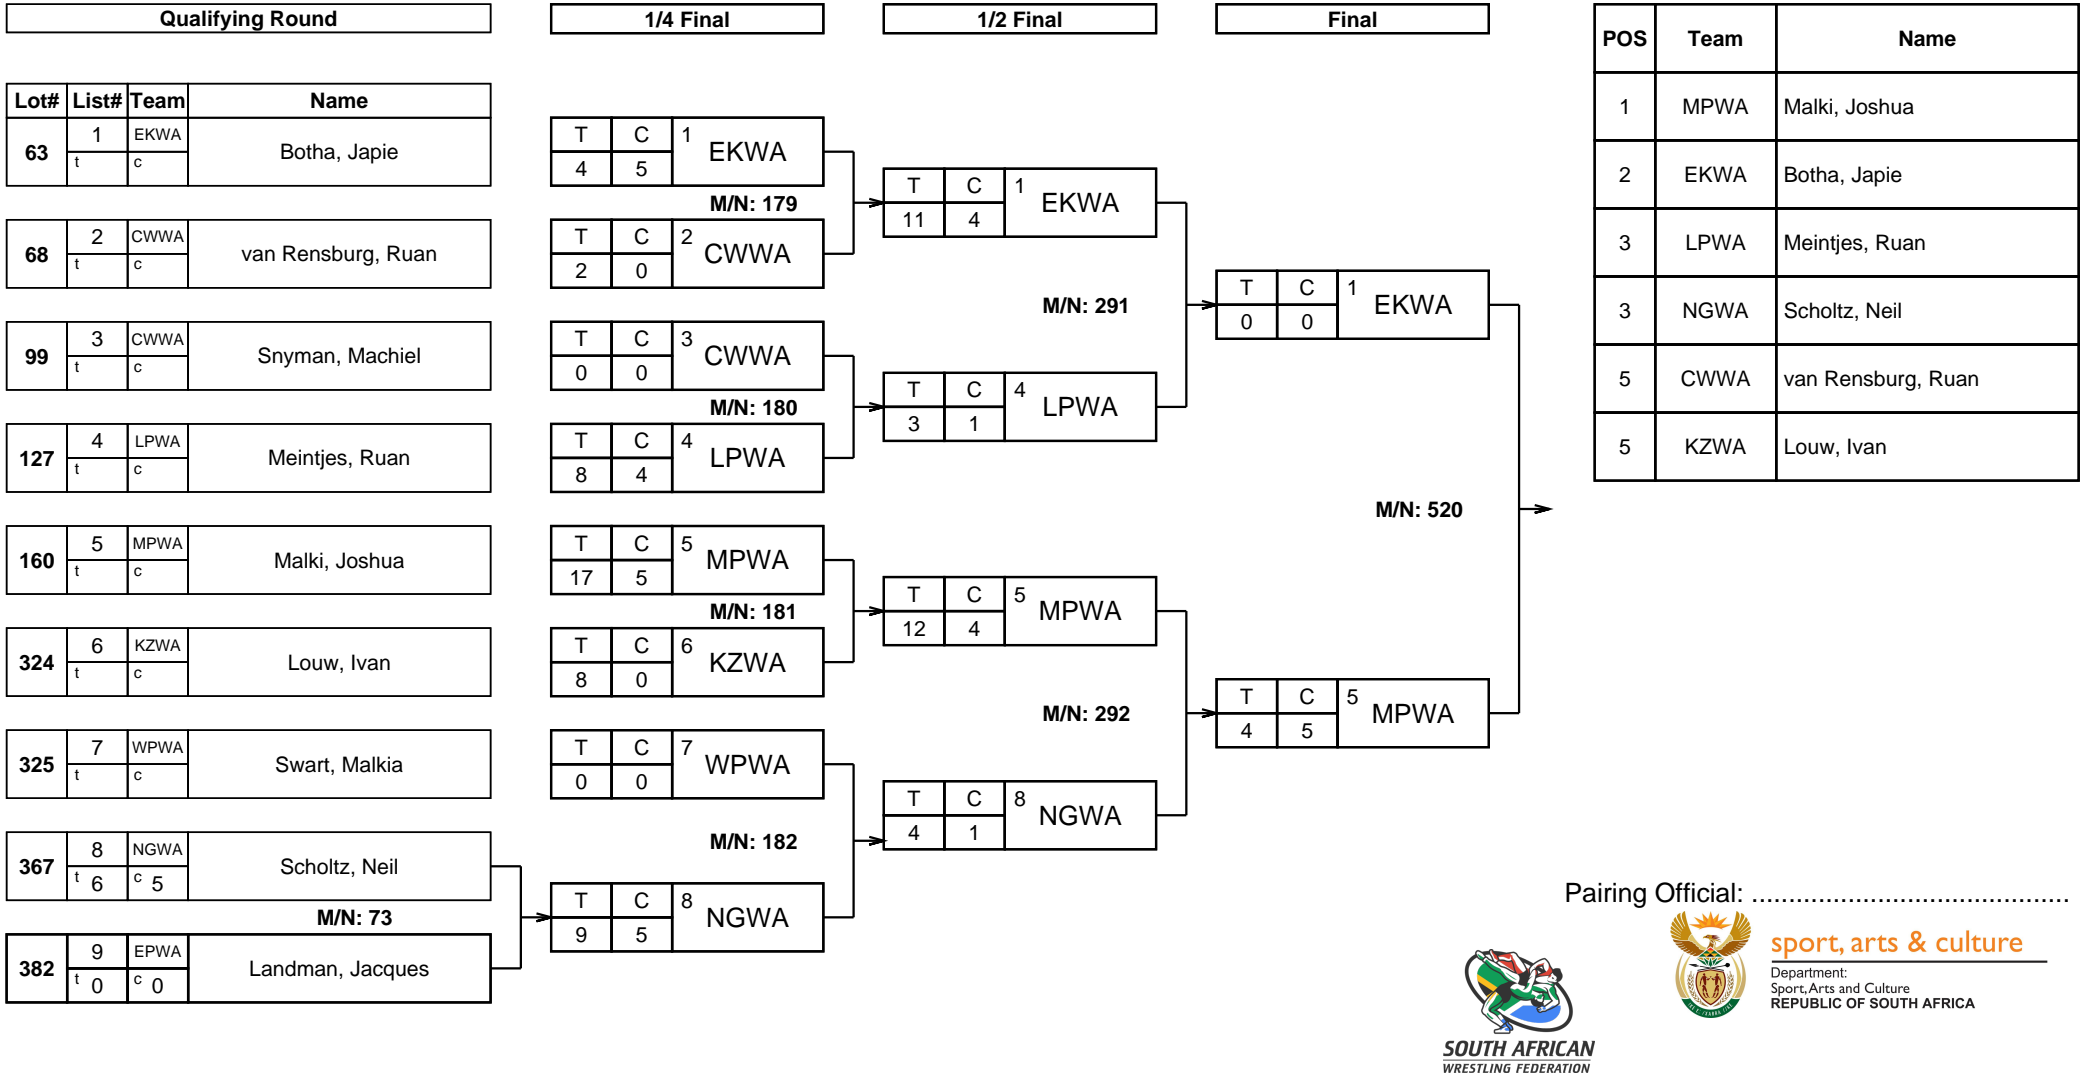 Qualifying Round
1/4 Final
1/2 Final
Final
Lot# List# Team Name
63 1 EKWA Botha, Japie
t c
68 2 CWWA van Rensburg, Ruan
t c
99 3 CWWA Snyman, Machiel
t c
127 4 LPWA Meintjes, Ruan
t c
160 5 MPWA Malki, Joshua
t c
324 6 KZWA Louw, Ivan
t c
325 7 WPWA Swart, Malkia
t c
367 8 NGWA Scholtz, Neil
t 6 c 5
M/N: 73
382 9 EPWA Landman, Jacques
t 0 c 0
T C 1 EKWA
4 5
M/N: 179
T C 2 CWWA
2 0
T C 3 CWWA
0 0
M/N: 180
T C 4 LPWA
8 4
T C 5 MPWA
17 5
M/N: 181
T C 6 KZWA
8 0
T C 7 WPWA
0 0
M/N: 182
T C 8 NGWA
9 5
T C 1 EKWA
11 4
M/N: 291
T C 4 LPWA
3 1
T C 5 MPWA
12 4
M/N: 292
T C 8 NGWA
4 1
T C 1 EKWA
0 0
M/N: 520
T C 5 MPWA
4 5
POS Team Name
1 MPWA Malki, Joshua
2 EKWA Botha, Japie
3 LPWA Meintjes, Ruan
3 NGWA Scholtz, Neil
5 CWWA van Rensburg, Ruan
5 KZWA Louw, Ivan
Pairing Official: ...........................................
sport, arts & culture
Department:
Sport, Arts and Culture
REPUBLIC OF SOUTH AFRICA
SOUTH AFRICAN
WRESTLING FEDERATION